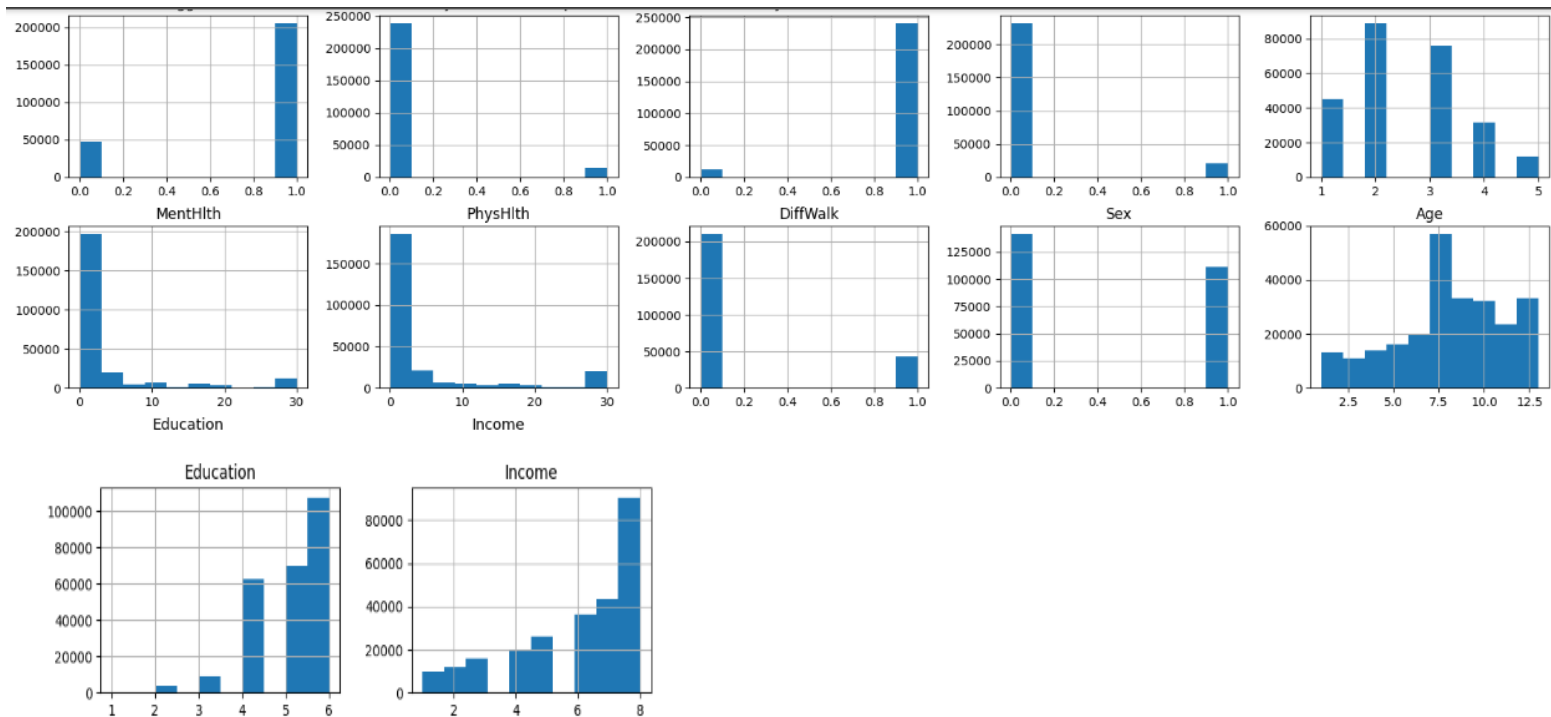 200000 250000 250000 200000 80000
150000 200000 200000 150000 60000
100000 150000 150000 100000 40000
50000 100000 100000 50000 20000
0 50000 50000 0 0
0 0
0.0 0.2 0.4 0.6 0.8 1.0 0.0 0.2 0.4 0.6 0.8 1.0 0.0 0.2 0.4 0.6 0.8 1.0 0.0 0.2 0.4 0.6 0.8 1.0 1 2 3 4 5
MentHlth PhysHlth DiffWalk Sex Age
200000 150000 200000 125000 60000
150000 100000 150000 100000 40000
100000 50000 100000 75000 20000
50000 0 50000 50000 0
0 0 25000
0
0 10 20 30 0 10 20 30 0.0 0.2 0.4 0.6 0.8 1.0 0.0 0.2 0.4 0.6 0.8 1.0 2.5 5.0 7.5 10.0 12.5
Education Income
Education Income
100000 80000
80000 60000
60000 40000
40000 20000
20000 0
0
1 2 3 4 5 6 2 4 6 8